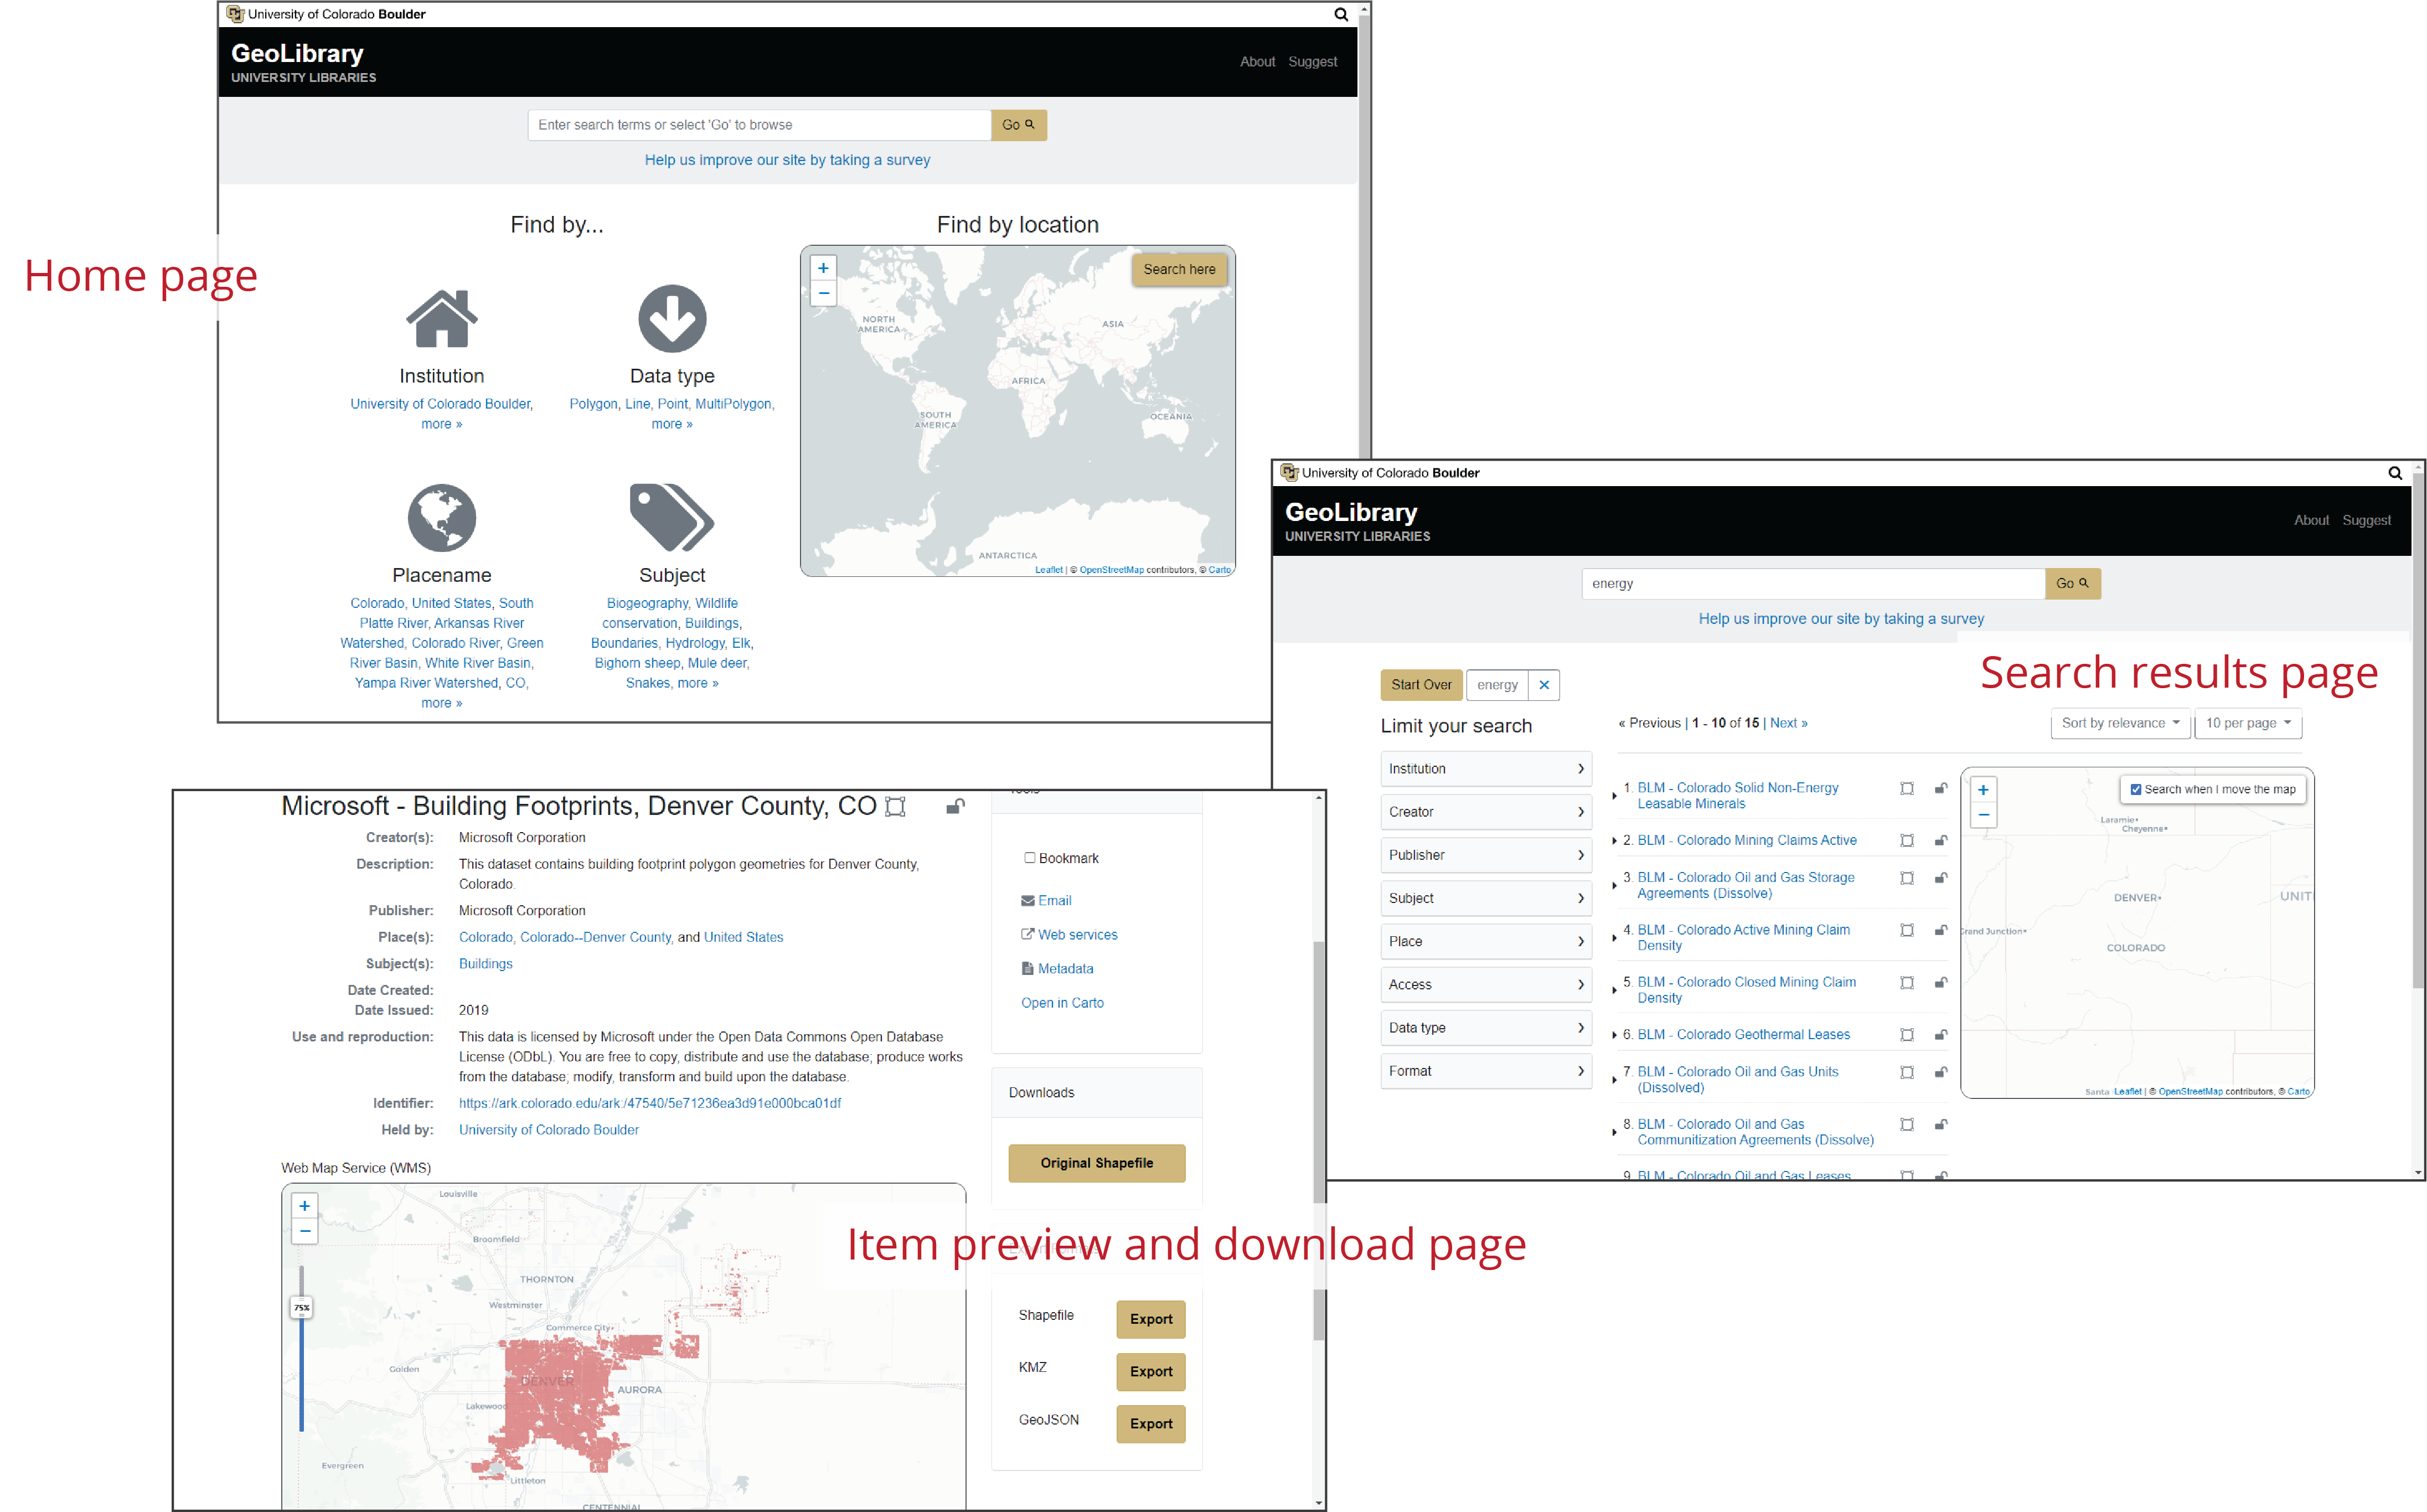 University of Colorado Boulder
GeoLibrary
UNIVERSITY LIBRARIES
About Suggest
Enter search terms or select 'Go' to browse
Go
Help us improve our site by taking a survey
Find by...
Find by location
Home page
Institution
University of Colorado Boulder,
more »
Data type
Polygon, Line, Point, MultiPolygon,
more »
Placename
Colorado, United States, South
Platte River, Arkansas River
Watershed, Colorado River, Green
River Basin, White River Basin,
Yampa River Watershed, CO,
more »
Subject
Biogeography, Wildlife
conservation, Buildings,
Boundaries, Hydrology, Elk,
Bighorn sheep, Mule deer,
Snakes, more »
+
−
Search here
NORTH
AMERICA
ASIA
AFRICA
SOUTH
AMERICA
OCEANIA
ANTARCTICA
Leaflet | © OpenStreetMap contributors, © Carto
University of Colorado Boulder
GeoLibrary
UNIVERSITY LIBRARIES
About Suggest
energy
Go
Help us improve our site by taking a survey
Search results page
Start Over
energy
✕
Limit your search
« Previous | 1 - 10 of 15 | Next »
Sort by relevance
10 per page
Institution
Creator
Publisher
Subject
Place
Access
Data type
Format
1. BLM - Colorado Solid Non-Energy
Leasable Minerals
2. BLM - Colorado Mining Claims Active
3. BLM - Colorado Oil and Gas Storage
Agreements (Dissolve)
4. BLM - Colorado Active Mining Claim
Density
5. BLM - Colorado Closed Mining Claim
Density
6. BLM - Colorado Geothermal Leases
7. BLM - Colorado Oil and Gas Units
(Dissolved)
8. BLM - Colorado Oil and Gas
Communitization Agreements (Dissolve)
9. BLM - Colorado Oil and Gas Leases
+
−
Search when I move the map
Laramie
Cheyenne
DENVER
UNIT
Grand Junction
COLORADO
Santa
Leaflet | © OpenStreetMap contributors, © Carto
Microsoft - Building Footprints, Denver County, CO
Creator(s): Microsoft Corporation
Description: This dataset contains building footprint polygon geometries for Denver County,
Colorado.
Publisher: Microsoft Corporation
Place(s): Colorado, Colorado--Denver County, and United States
Subject(s): Buildings
Date Created:
Date Issued: 2019
Use and reproduction: This data is licensed by Microsoft under the Open Data Commons Open Database
License (ODbL). You are free to copy, distribute and use the database; produce works
from the database; modify, transform and build upon the database.
Identifier: https://ark.colorado.edu/ark:/47540/5e71236ea3d91e000bca01df
Held by: University of Colorado Boulder
Web Map Service (WMS)
+
−
75%
Louisville
Broomfield
THORNTON
Westminster
Commerce City
Golden
DENVER
AURORA
Lakewood
Evergreen
Littleton
CENTENNIAL
Tools
Bookmark
Email
Web services
Metadata
Open in Carto
Downloads
Original Shapefile
Item preview and download page
Shapefile Export
KMZ Export
GeoJSON Export